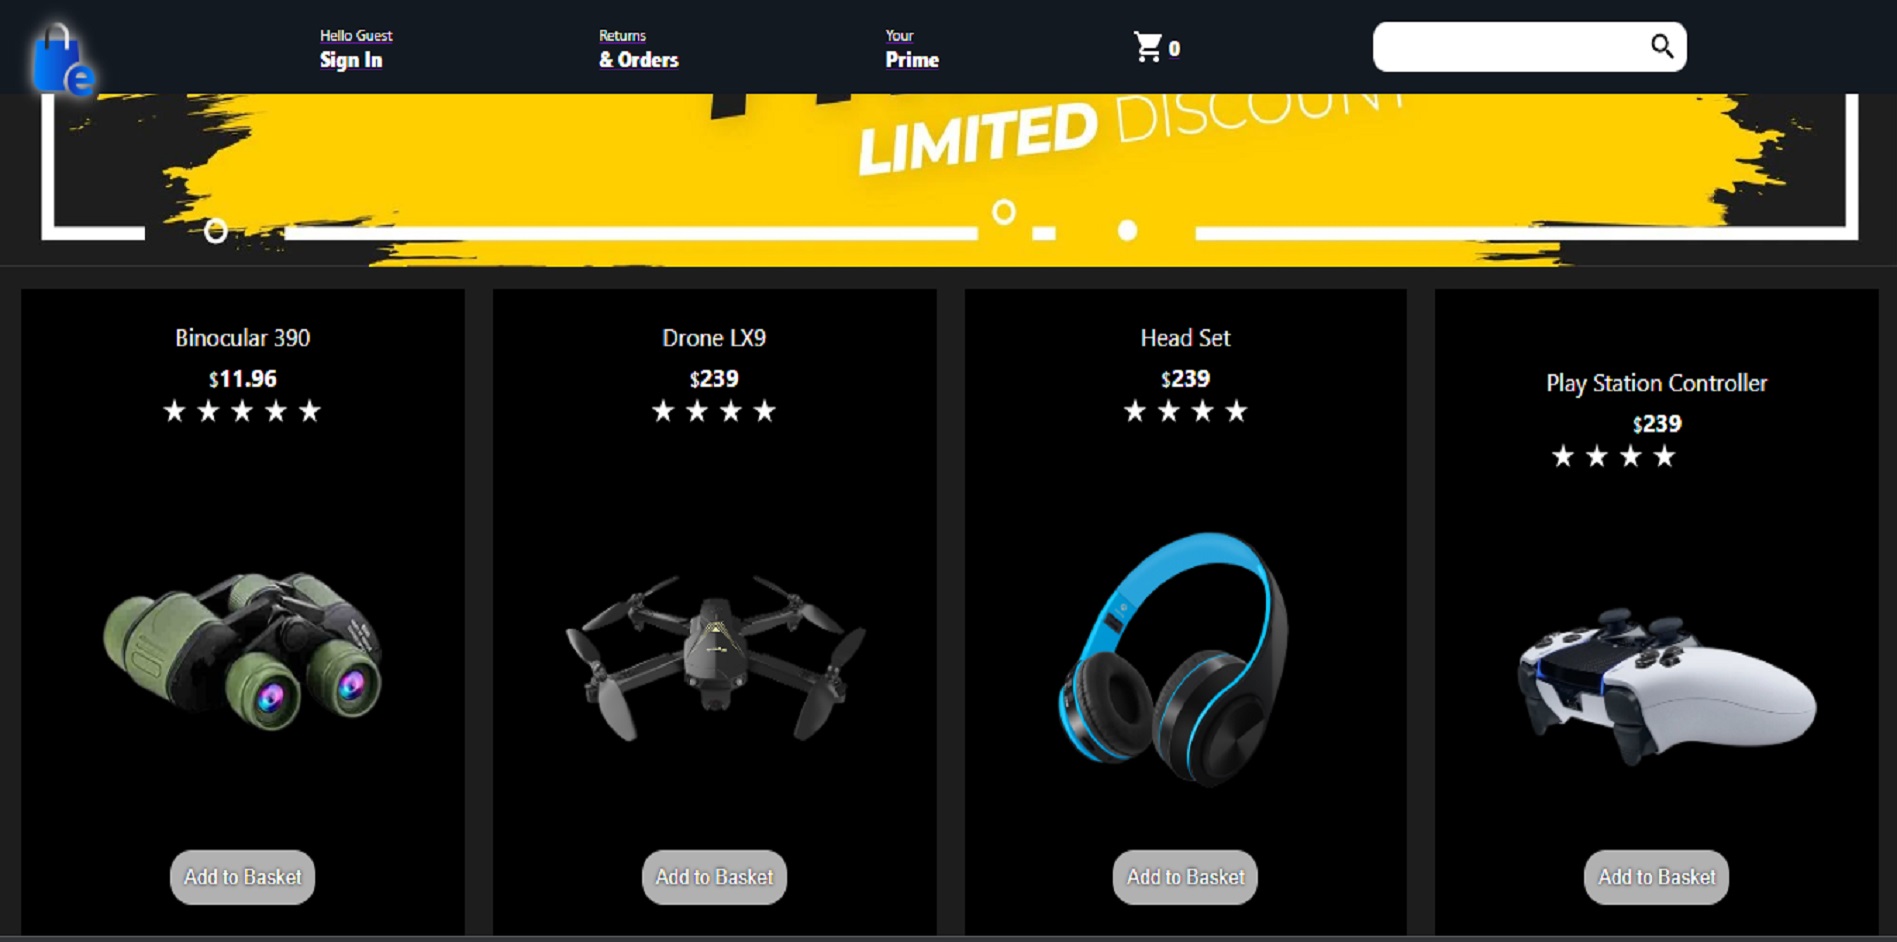 Hello Guest
Sign In
Returns
& Orders
Your
Prime
0
e
LIMITED DISCOUNT
Binocular 390
$11.96
Drone LX9
$239
Head Set
$239
Play Station Controller
$239
Add to Basket
Add to Basket
Add to Basket
Add to Basket